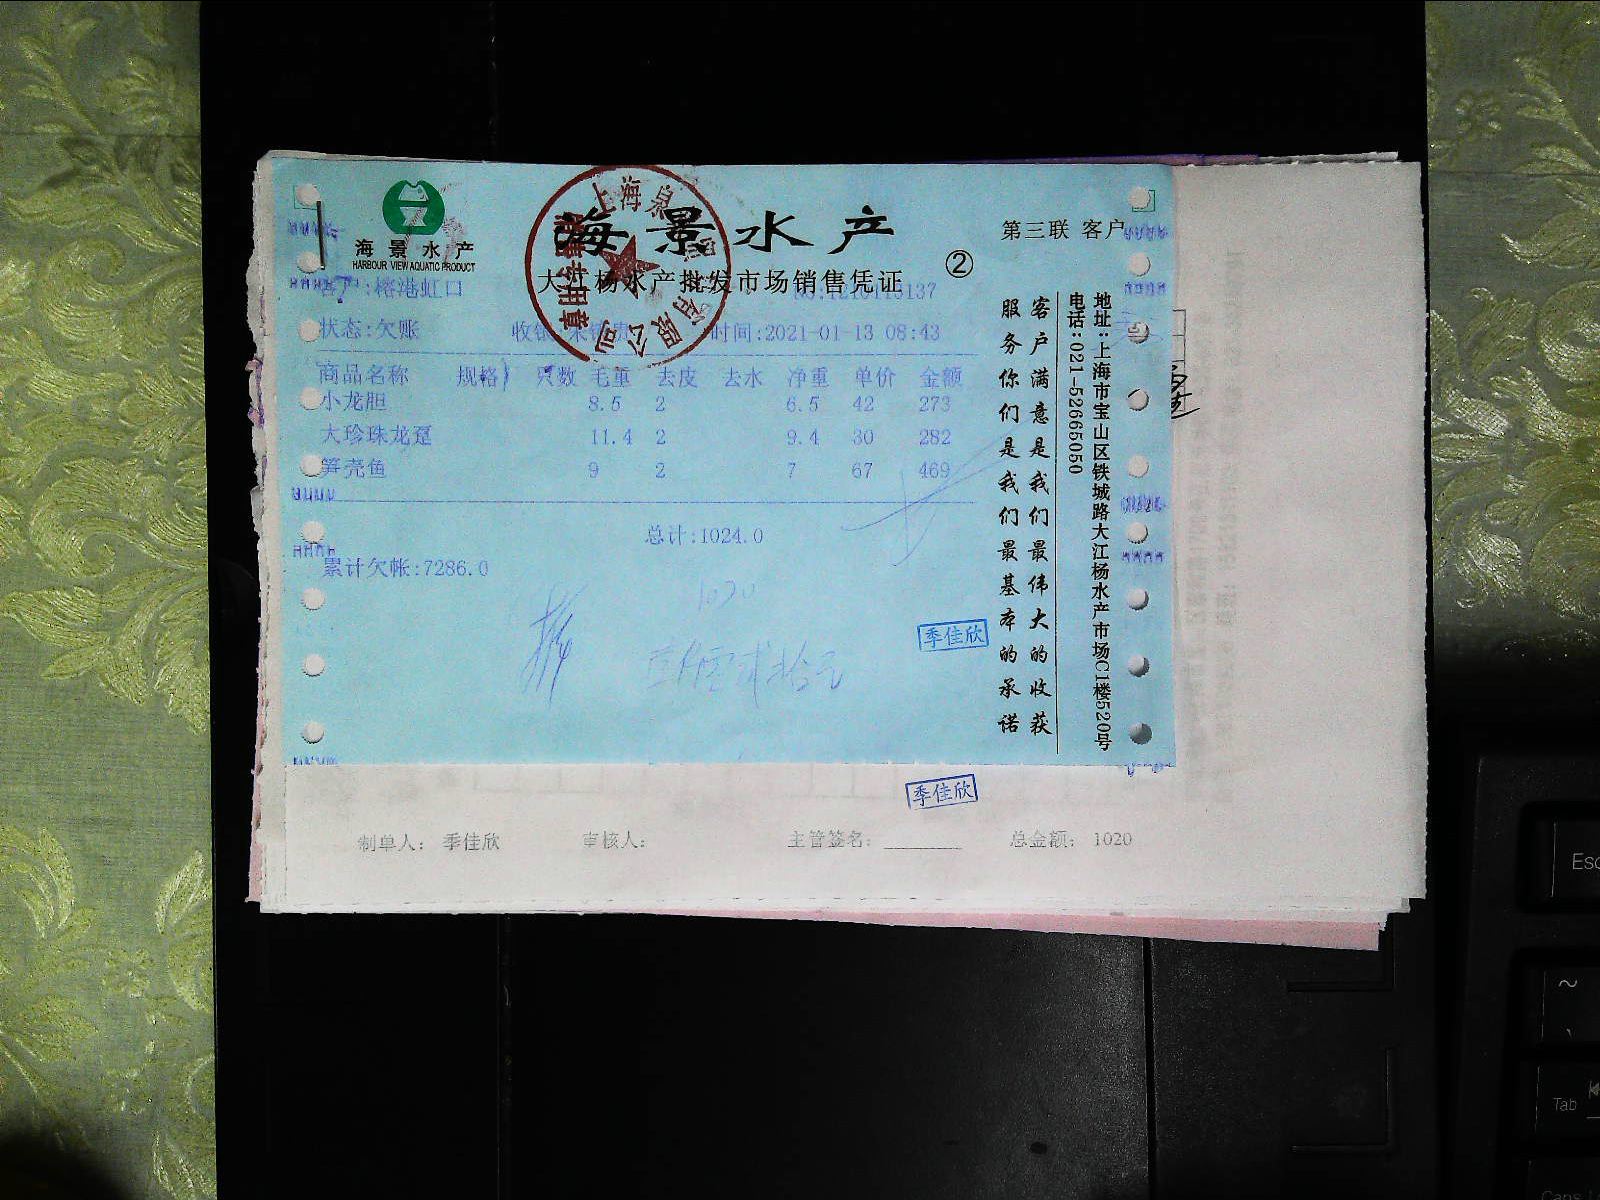 海景水产
HARBOUR VIEW AQUATIC PRODUCT
海景水产
第三联 客户
大江杨水产批发市场销售凭证
②
上海泉
有限公司
客户:榕港虹口
状态:欠账
时间:2021-01-13 08:43
商品名称 规格 只数 毛重 去皮 去水 净重 单价 金额
小龙胆 8.5 2 6.5 42 273
大珍珠龙趸 11.4 2 9.4 30 282
笋壳鱼 9 2 7 67 469
总计:1024.0
累计欠帐:7286.0
1020
季佳欣
客户满意是我们最伟大的收获
服务你们是我们最基本的承诺
地址:上海市宝山区铁城路大江杨水产市场C1楼520号
电话:021-52665050
季佳欣
制单人: 季佳欣 审核人: 主管签名: 总金额: 1020
Esc
~
Tab